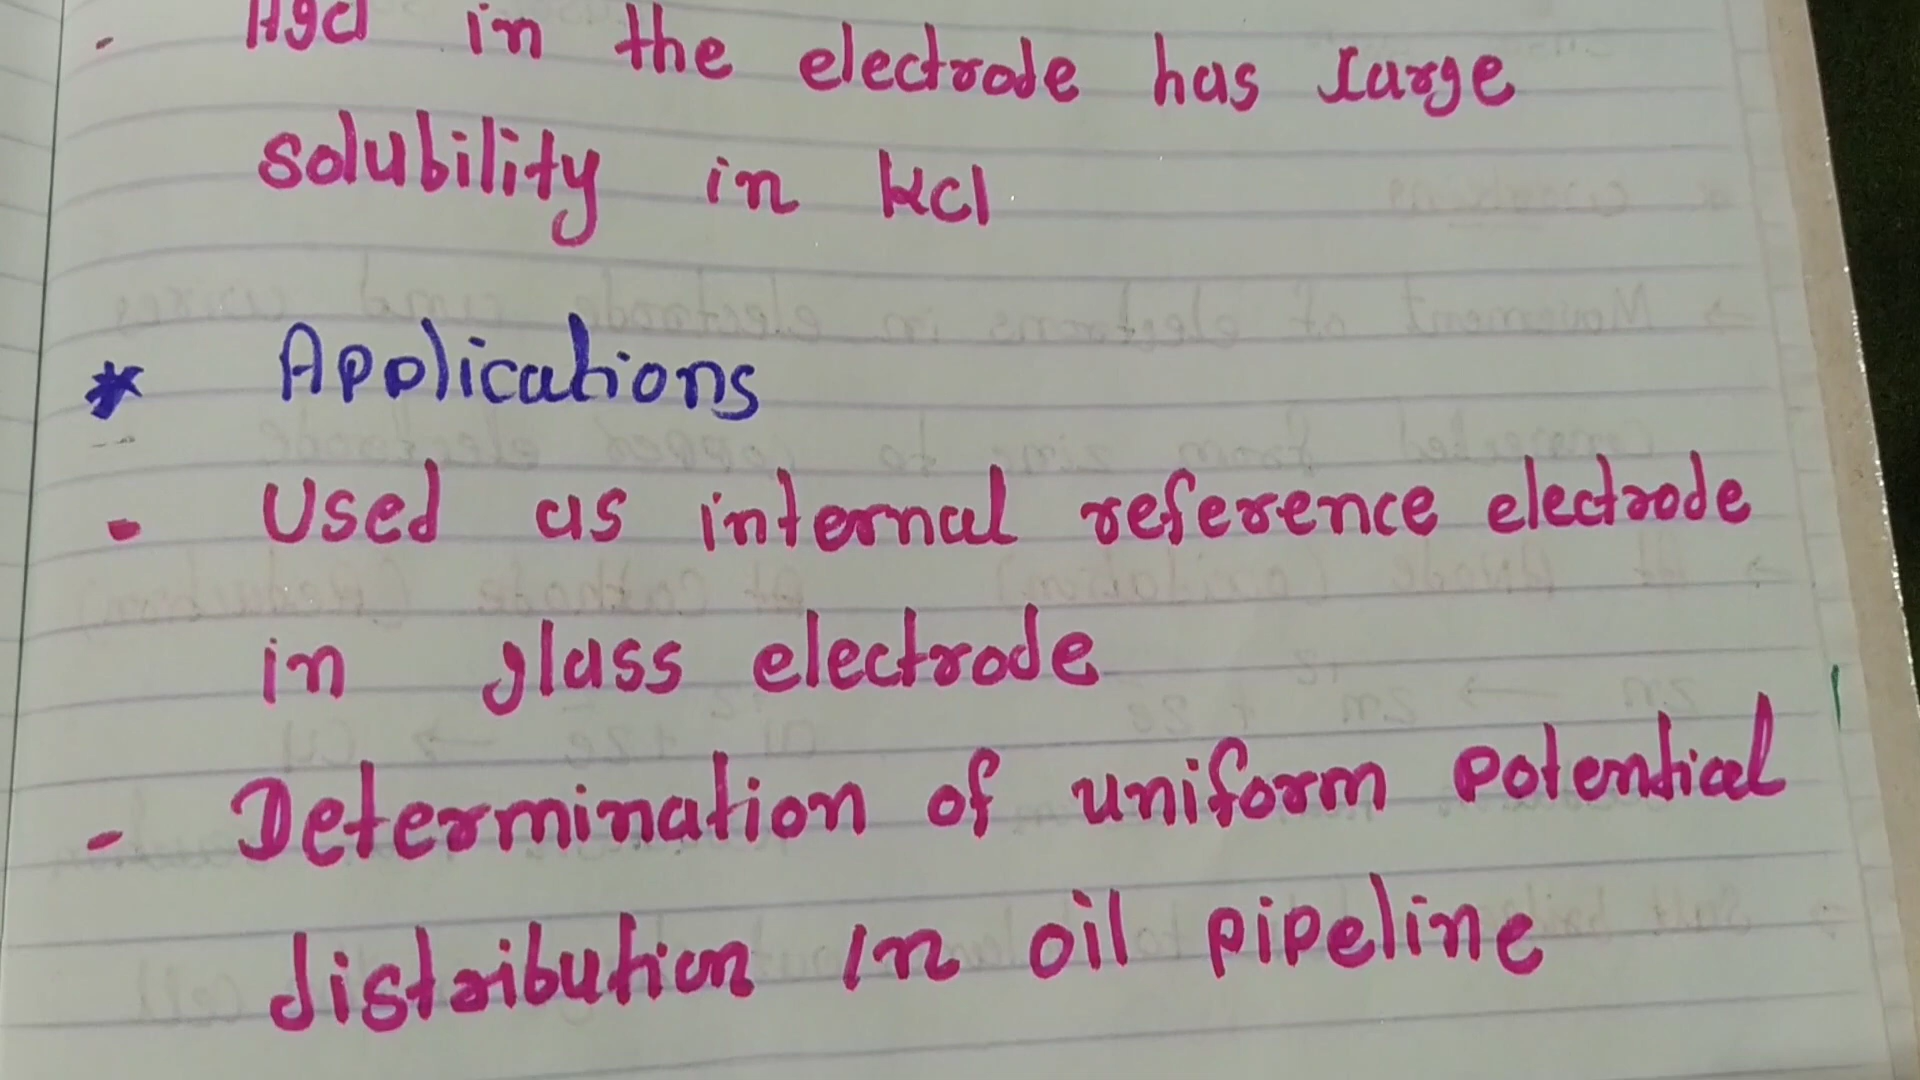 - AgCl in the electrode has large
solubility in KCl
* Applications
- Used as internal reference electrode
in glass electrode
- Determination of uniform potential
distribution in oil pipeline